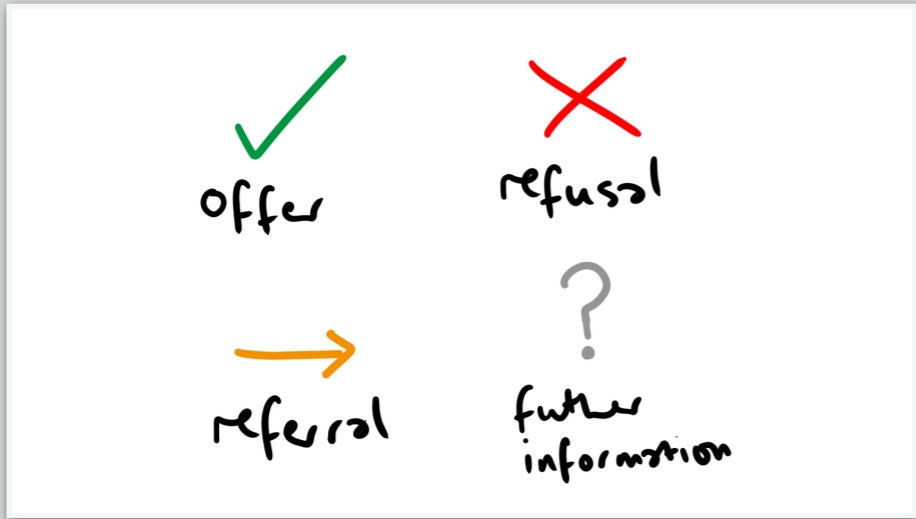 offer
refusal
referral
futher
information